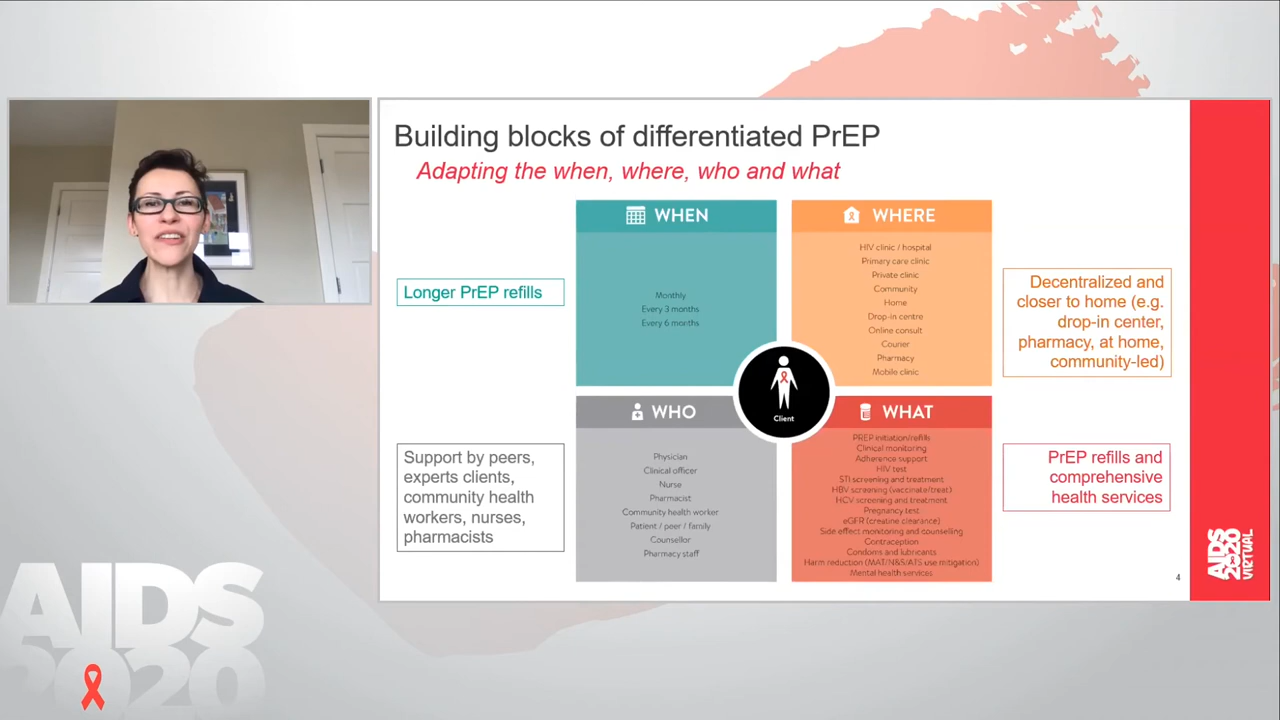 Building blocks of differentiated PrEP
Adapting the when, where, who and what
WHEN
Monthly
Every 3 months
Every 6 months
Longer PrEP refills
WHERE
HIV clinic / hospital
Primary care clinic
Private clinic
Community
Home
Drop-in centre
Online consult
Courier
Pharmacy
Mobile clinic
Decentralized and
closer to home (e.g.
drop-in center,
pharmacy, at home,
community-led)
Client
WHO
Physician
Clinical officer
Nurse
Pharmacist
Community health worker
Patient / peer / family
Counsellor
Pharmacy staff
Support by peers,
experts clients,
community health
workers, nurses,
pharmacists
WHAT
PREP initiation/refills
Clinical monitoring
Adherence support
HIV test
STI screening and treatment
HBV screening (vaccinate/treat)
HCV screening and treatment
Pregnancy test
eGFR (creatine clearance)
Side effect monitoring and counselling
Contraception
Condoms and lubricants
Harm reduction (MAT/N&S/ATS use mitigation)
Mental health services
PrEP refills and
comprehensive
health services
4
AIDS
2020
VIRTUAL
AIDS
2020